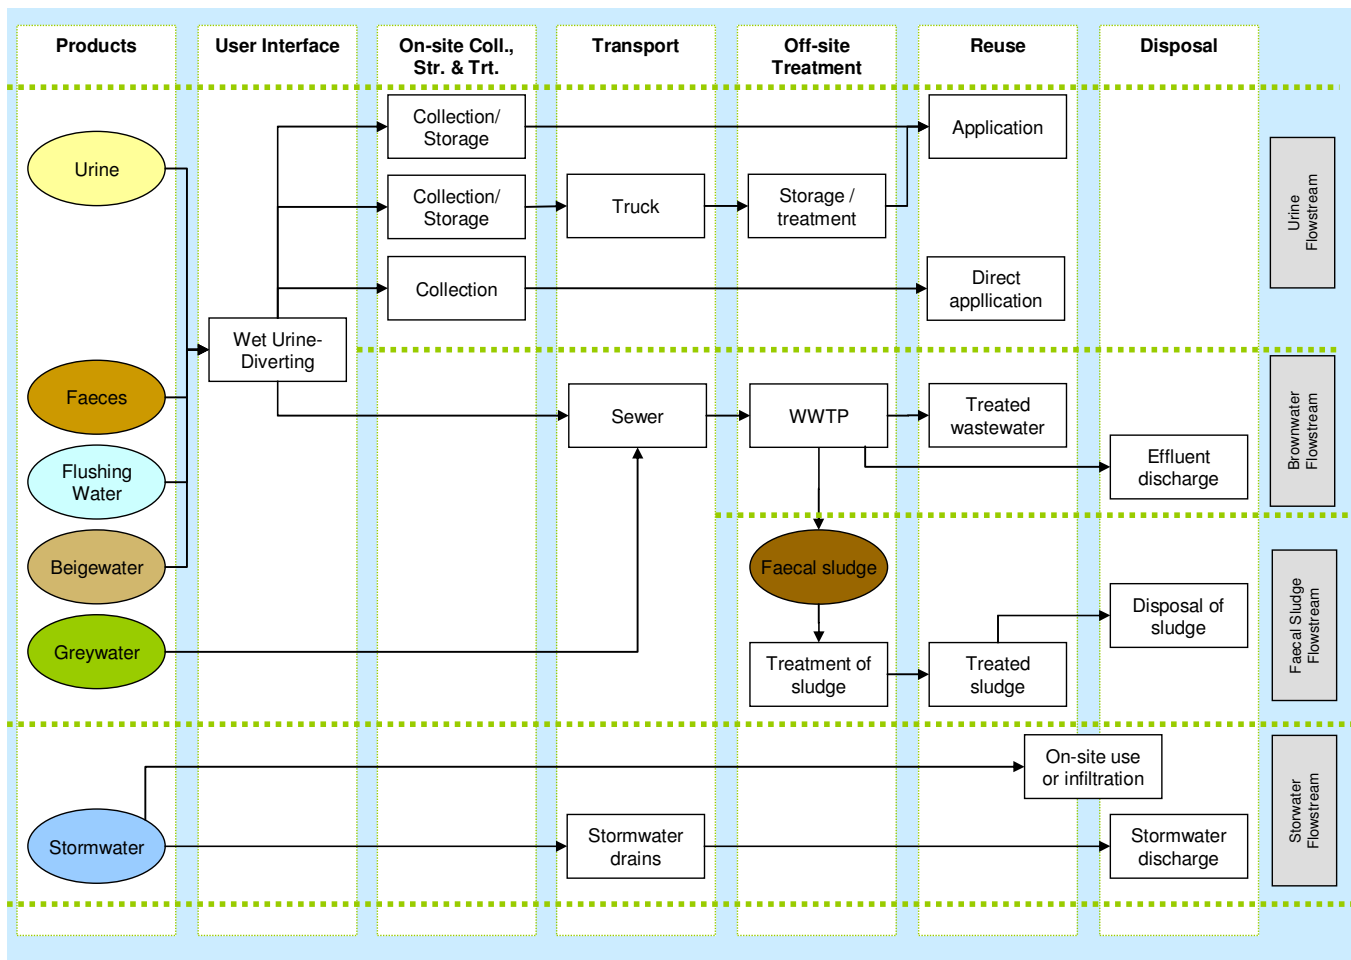 Products
User Interface
On-site Coll.,
Str. & Trt.
Transport
Off-site
Treatment
Reuse
Disposal
Urine
Collection/
Storage
Application
Collection/
Storage
Truck
Storage /
treatment
Collection
Direct
appllication
Urine
Flowstream
Wet Urine-
Diverting
Faeces
Flushing
Water
Beigewater
Greywater
Sewer
WWTP
Treated
wastewater
Effluent
discharge
Brownwater
Flowstream
Faecal sludge
Treatment of
sludge
Treated
sludge
Disposal of
sludge
Faecal Sludge
Flowstream
Stormwater
On-site use
or infiltration
Stormwater
drains
Stormwater
discharge
Storwater
Flowstream